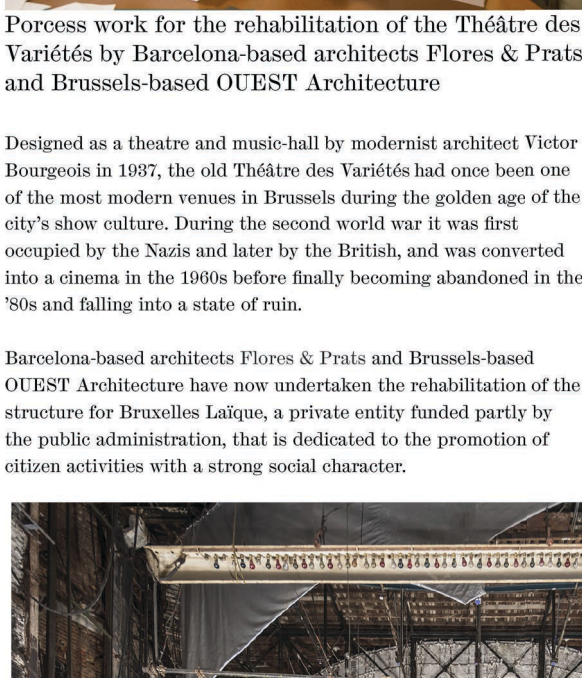 Porcess work for the rehabilitation of the Théâtre des
Variétés by Barcelona-based architects Flores & Prats
and Brussels-based OUEST Architecture
Designed as a theatre and music-hall by modernist architect Victor
Bourgeois in 1937, the old Théâtre des Variétés had once been one
of the most modern venues in Brussels during the golden age of the
city's show culture. During the second world war it was first
occupied by the Nazis and later by the British, and was converted
into a cinema in the 1960s before finally becoming abandoned in the
'80s and falling into a state of ruin.
Barcelona-based architects Flores & Prats and Brussels-based
OUEST Architecture have now undertaken the rehabilitation of the
structure for Bruxelles Laïque, a private entity funded partly by
the public administration, that is dedicated to the promotion of
citizen activities with a strong social character.